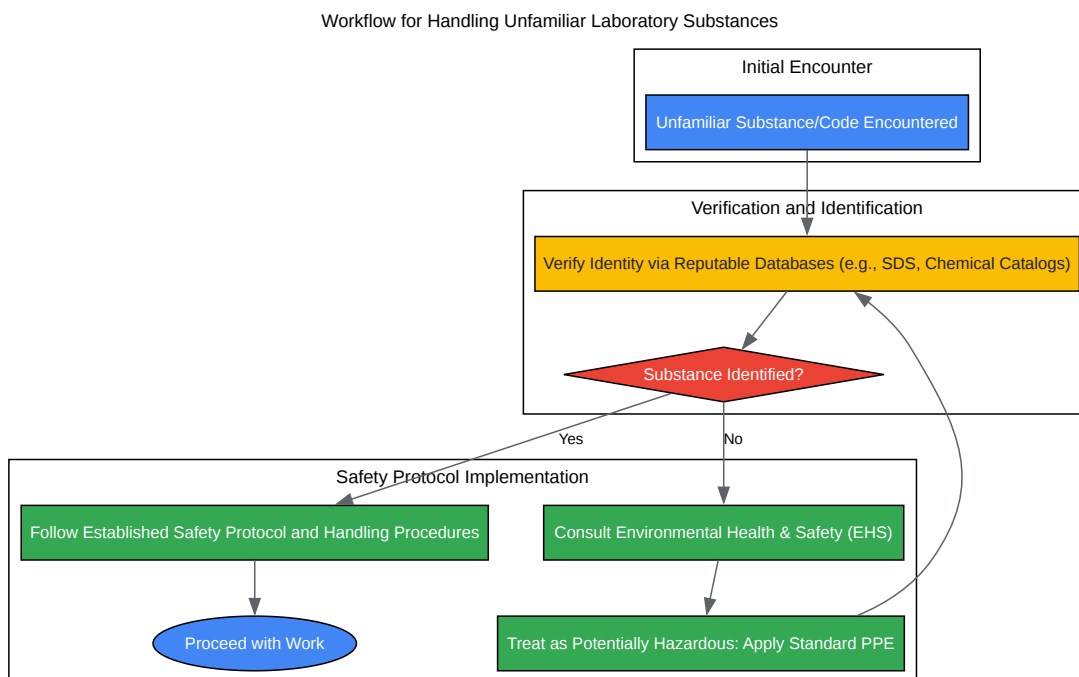 Workflow for Handling Unfamiliar Laboratory Substances
Initial Encounter
Unfamiliar Substance/Code Encountered
Verification and Identification
Verify Identity via Reputable Databases (e.g., SDS, Chemical Catalogs)
Substance Identified?
Yes
No
Safety Protocol Implementation
Follow Established Safety Protocol and Handling Procedures
Consult Environmental Health & Safety (EHS)
Proceed with Work
Treat as Potentially Hazardous: Apply Standard PPE